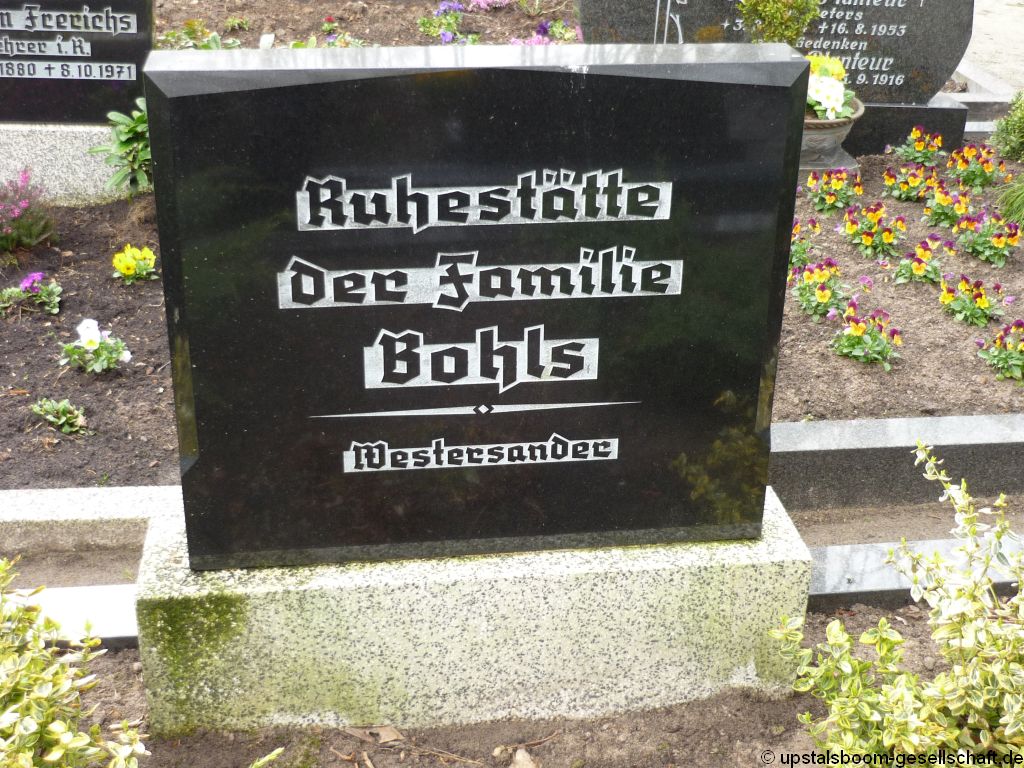 Frerichs
Lehrer i. R.
1880 + 8.10.1971
+ 16.8.1953
Gedenken
9. 1916
Ruhestätte
der Familie
Bohls
Westersander
© upstalsboom-gesellschaft.de